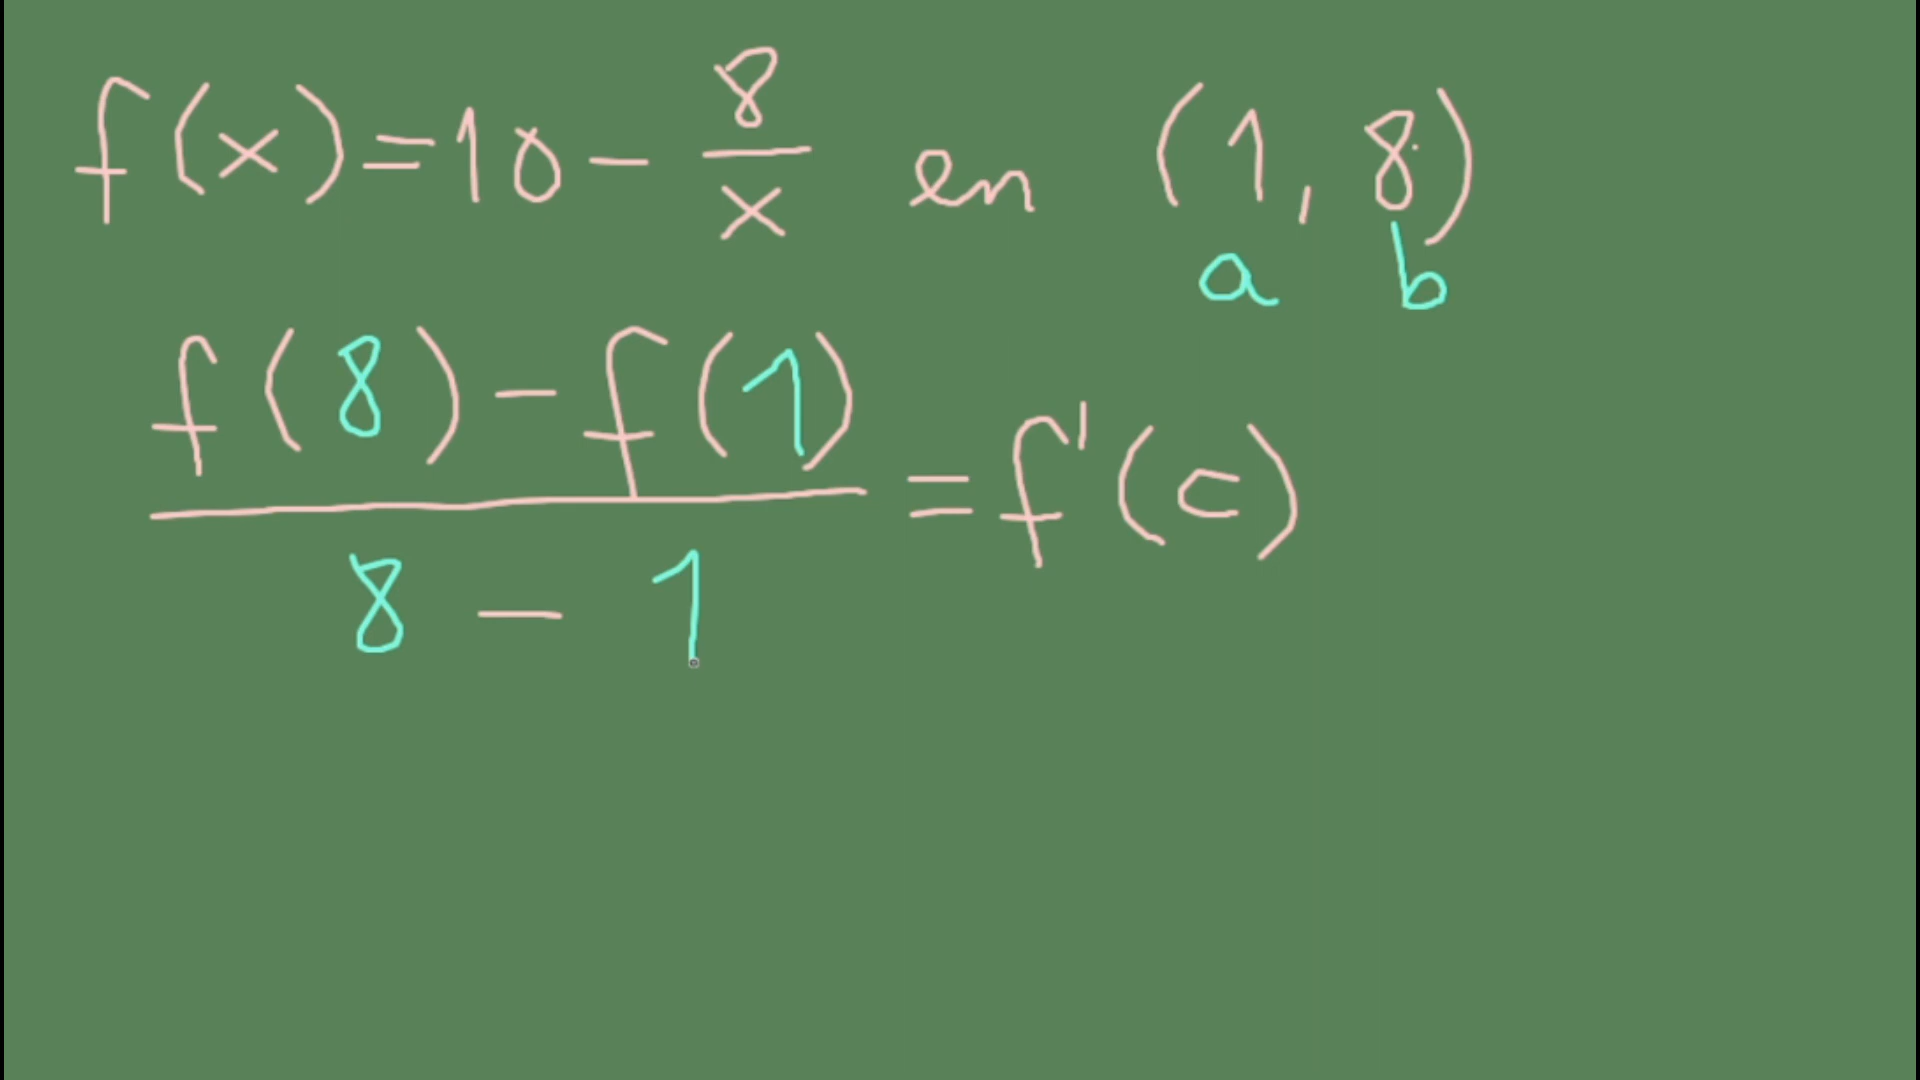 f(x)=10-8/x en (1,8)
a b
f(8)-f(1)
=f'(c)
8-1